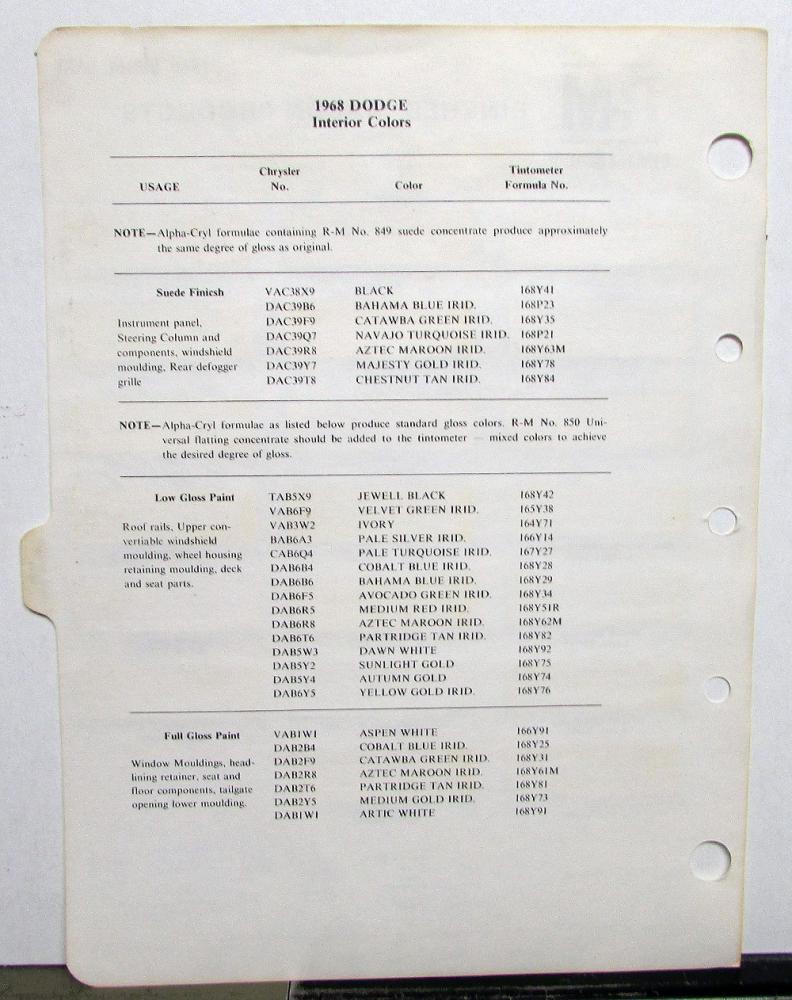 1968 DODGE
Interior Colors
USAGE Chrysler No. Color Tintometer Formula No.
NOTE—Alpha-Cryl formulae containing R-M No. 849 suede concentrate produce approximately
the same degree of gloss as original.
Suede Finiesh VAC38X9 BLACK 168Y41
DAC39B6 BAHAMA BLUE IRID. 168P23
Instrument panel, DAC39F9 CATAWBA GREEN IRID. 168Y35
Steering Column and DAC39Q7 NAVAJO TURQUOISE IRID. 168P21
components, windshield DAC39R8 AZTEC MAROON IRID. 168Y63M
moulding, Rear defogger DAC39Y7 MAJESTY GOLD IRID. 168Y78
grille DAC39T8 CHESTNUT TAN IRID. 168Y84
NOTE—Alpha-Cryl formulae as listed below produce standard gloss colors. R-M No. 850 Uni-
versal flatting concentrate should be added to the tintometer — mixed colors to achieve
the desired degree of gloss.
Low Gloss Paint TAB5X9 JEWELL BLACK 168Y42
VAB6F9 VELVET GREEN IRID. 165Y38
Roof rails, Upper con- VAB3W2 IVORY 164Y71
vertiable windshield BAB6A3 PALE SILVER IRID. 166Y14
moulding, wheel housing CAB6Q4 PALE TURQUOISE IRID. 167Y27
retaining moulding, deck DAB6B4 COBALT BLUE IRID. 168Y28
and seat parts. DAB6B6 BAHAMA BLUE IRID. 168Y29
DAB6F5 AVOCADO GREEN IRID. 168Y34
DAB6R5 MEDIUM RED IRID. 168Y51R
DAB6R8 AZTEC MAROON IRID. 168Y62M
DAB6T6 PARTRIDGE TAN IRID. 168Y82
DAB5W3 DAWN WHITE 168Y92
DAB5Y2 SUNLIGHT GOLD 168Y75
DAB5Y4 AUTUMN GOLD 168Y74
DAB6Y5 YELLOW GOLD IRID. 168Y76
Full Gloss Paint VAB1W1 ASPEN WHITE 166Y91
DAB2B4 COBALT BLUE IRID. 168Y25
Window Mouldings, head- DAB2F9 CATAWBA GREEN IRID. 168Y31
lining retainer, seat and DAB2R8 AZTEC MAROON IRID. 168Y61M
floor components, tailgate DAB2T6 PARTRIDGE TAN IRID. 168Y81
opening lower moulding. DAB2Y5 MEDIUM GOLD IRID. 168Y73
DAB1W1 ARTIC WHITE 168Y91